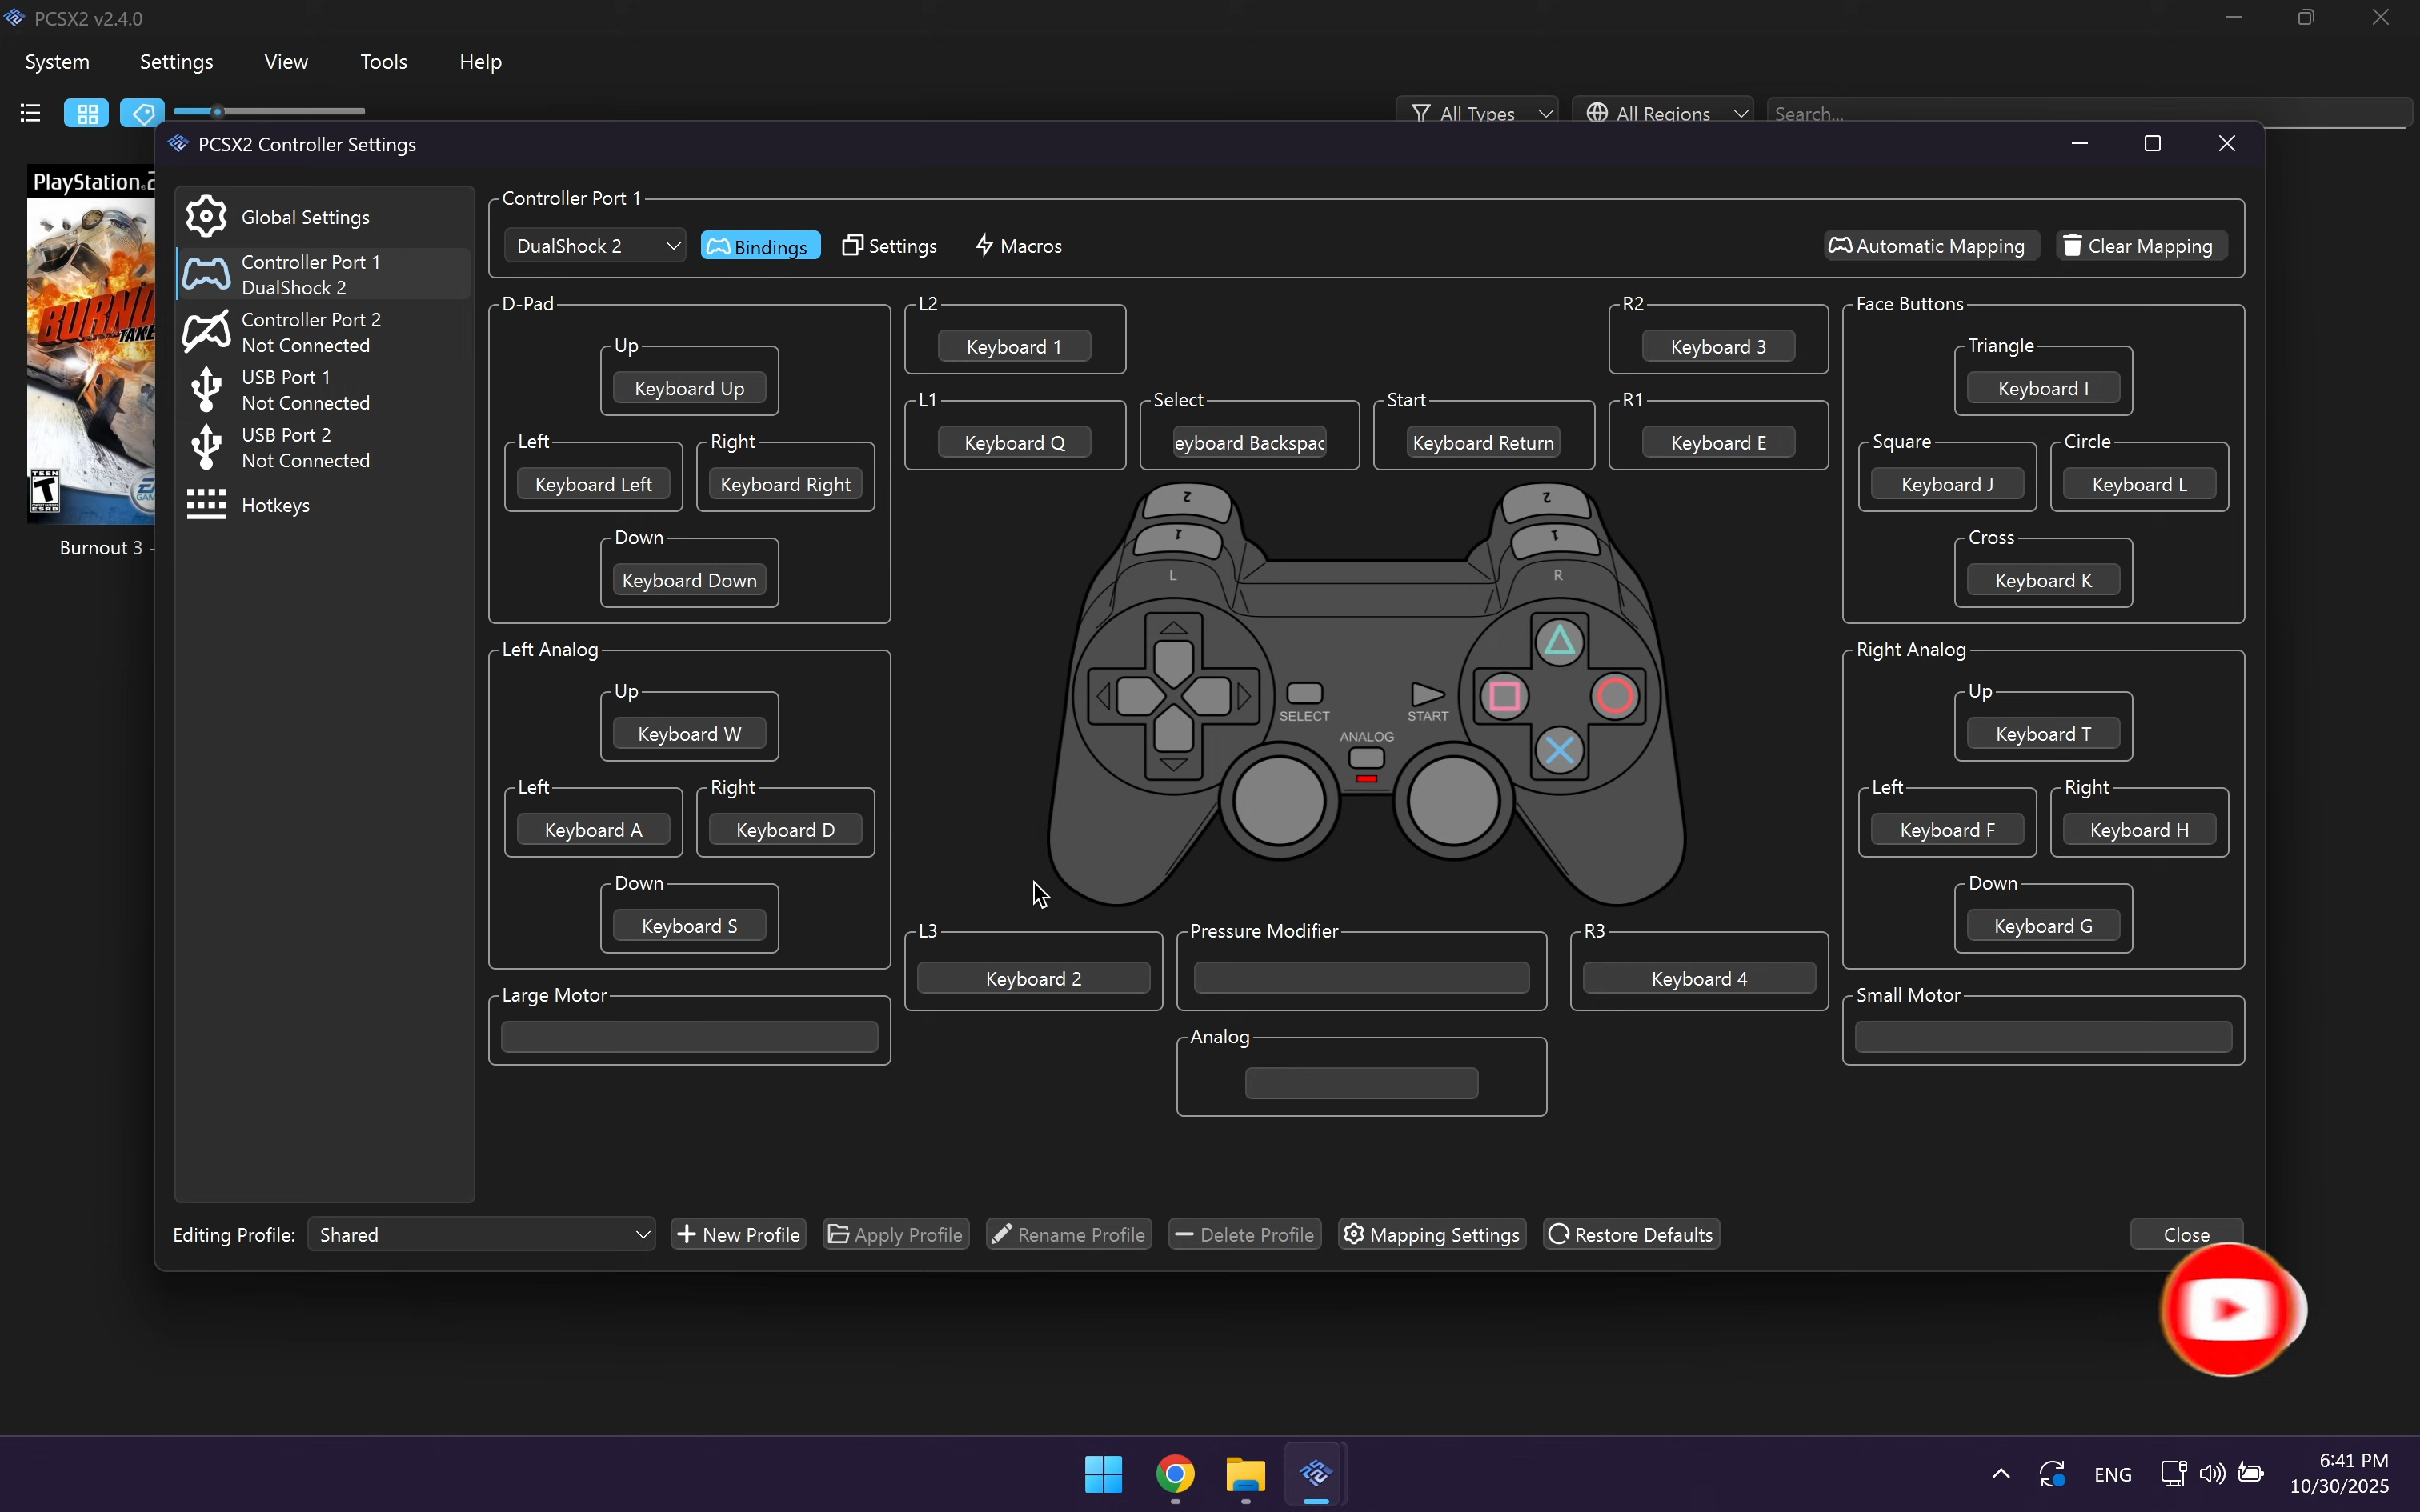 PCSX2 v2.4.0
System Settings View Tools Help
All Types All Regions Search...
PCSX2 Controller Settings
PlayStation.2
BURNO
TAKE
TEEN
T
ESRB
Burnout 3 -
Global Settings
Controller Port 1
DualShock 2
Controller Port 2
Not Connected
USB Port 1
Not Connected
USB Port 2
Not Connected
Hotkeys
Controller Port 1
DualShock 2 Bindings Settings Macros Automatic Mapping Clear Mapping
D-Pad
Up
Keyboard Up
Left Right
Keyboard Left Keyboard Right
Down
Keyboard Down
L2
Keyboard 1
L1
Keyboard Q
Select
eyboard Backspac
Start
Keyboard Return
R2
Keyboard 3
R1
Keyboard E
Face Buttons
Triangle
Keyboard I
Square Circle
Keyboard J Keyboard L
Cross
Keyboard K
2 2
1 1
L R
SELECT START
ANALOG
Left Analog
Up
Keyboard W
Left Right
Keyboard A Keyboard D
Down
Keyboard S
Right Analog
Up
Keyboard T
Left Right
Keyboard F Keyboard H
Down
Keyboard G
L3
Keyboard 2
Pressure Modifier
R3
Keyboard 4
Large Motor
Analog
Small Motor
Editing Profile: Shared New Profile Apply Profile Rename Profile Delete Profile Mapping Settings Restore Defaults Close
ENG
6:41 PM
10/30/2025